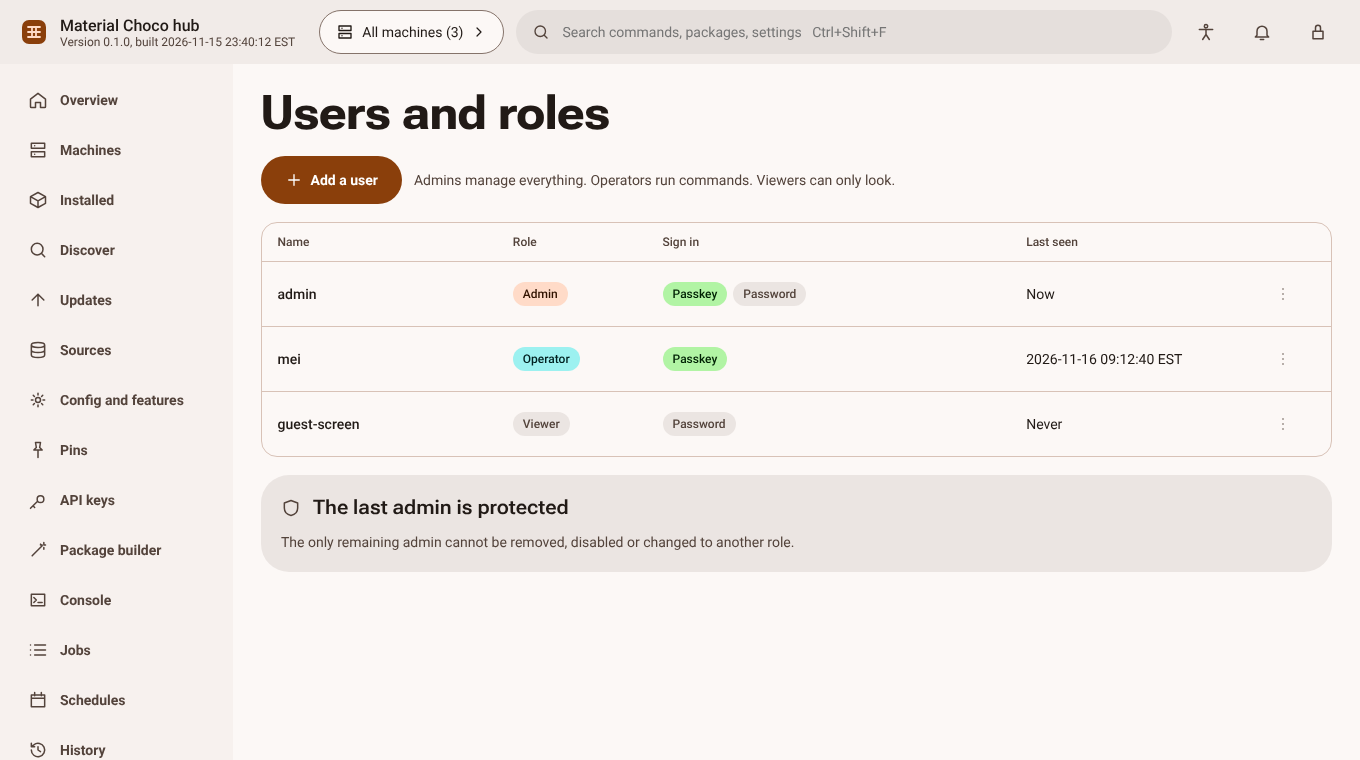 Material Choco hub
Version 0.1.0, built 2026-11-15 23:40:12 EST
All machines (3)
Search commands, packages, settings Ctrl+Shift+F
Overview
Machines
Installed
Discover
Updates
Sources
Config and features
Pins
API keys
Package builder
Console
Jobs
Schedules
History
Users and roles
Add a user
Admins manage everything. Operators run commands. Viewers can only look.
Name Role Sign in Last seen
admin Admin Passkey Password Now
mei Operator Passkey 2026-11-16 09:12:40 EST
guest-screen Viewer Password Never
The last admin is protected
The only remaining admin cannot be removed, disabled or changed to another role.